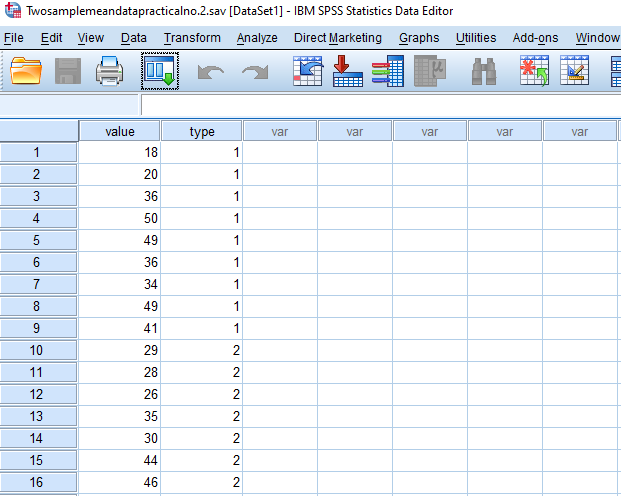 Twosamplemeandatapracticalno.2.sav [DataSet1] - IBM SPSS Statistics Data Editor
File Edit View Data Transform Analyze Direct Marketing Graphs Utilities Add-ons Window
value type var var var var var
1 18 1
2 20 1
3 36 1
4 50 1
5 49 1
6 36 1
7 34 1
8 49 1
9 41 1
10 29 2
11 28 2
12 26 2
13 35 2
14 30 2
15 44 2
16 46 2